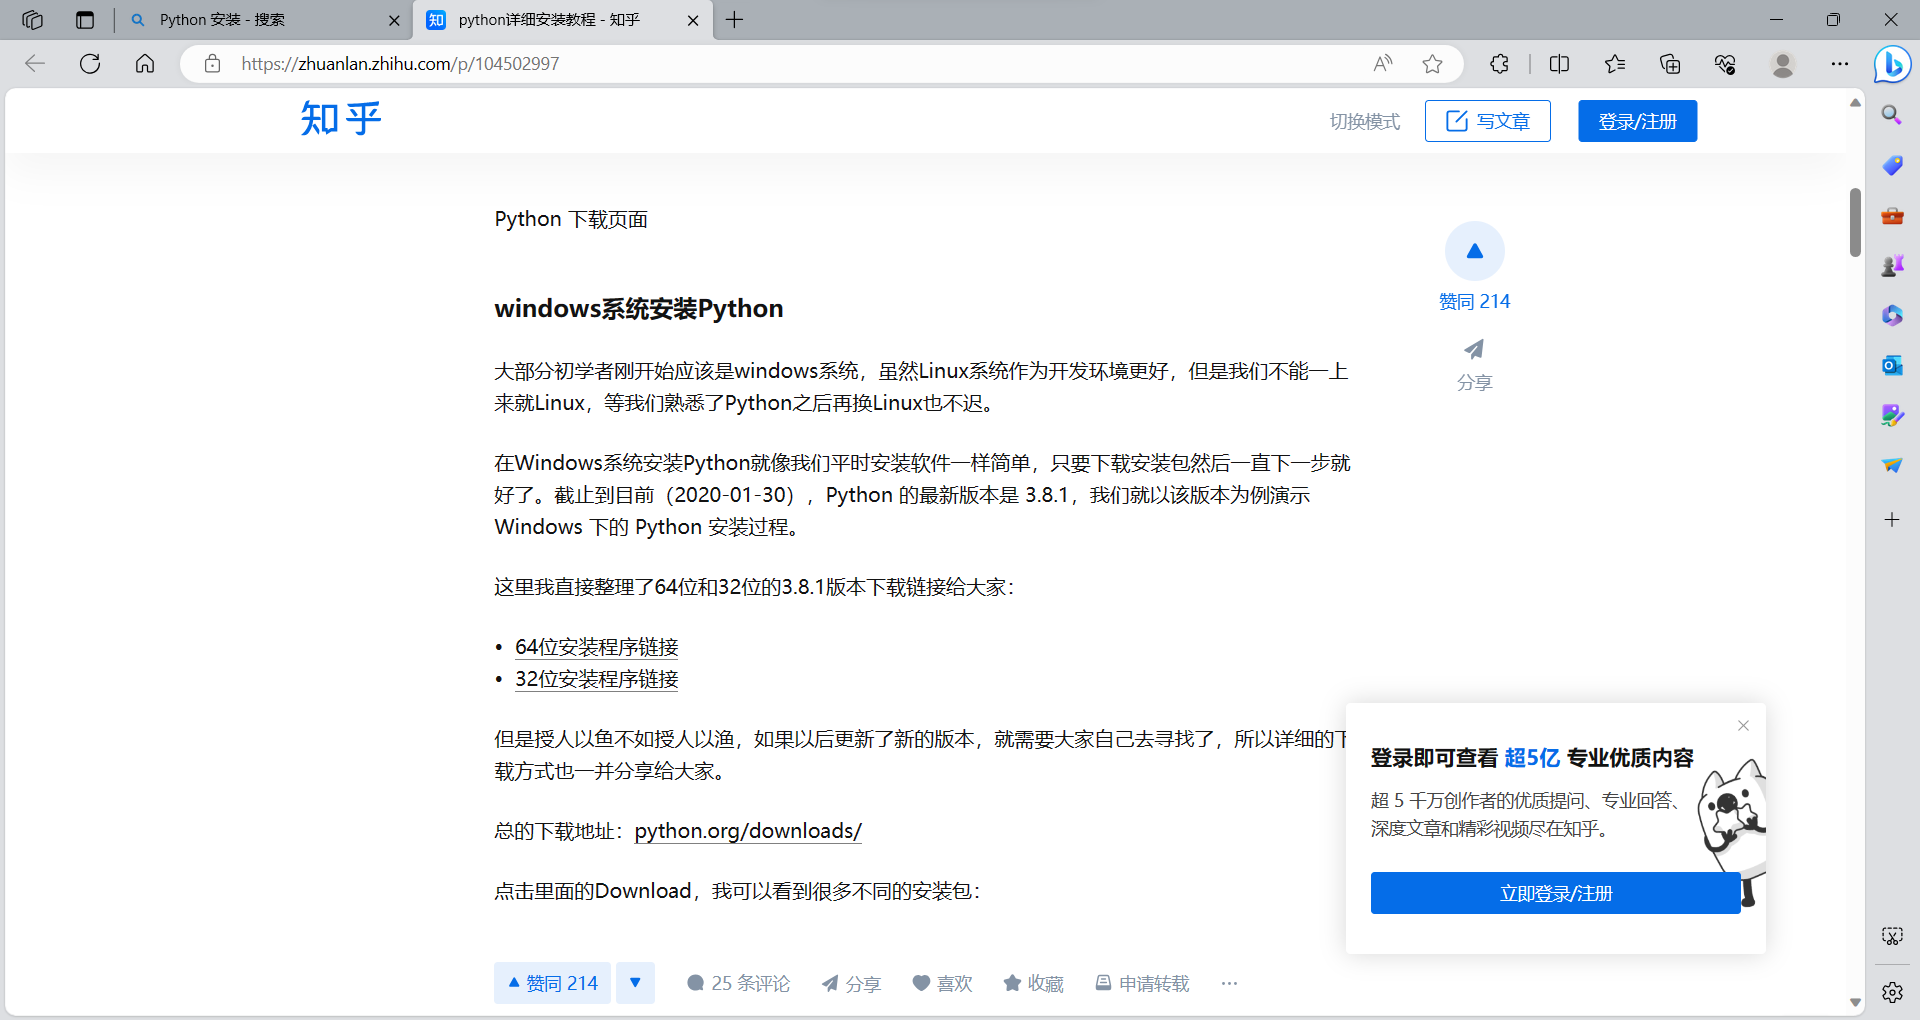 Python 安装 - 搜索
知 python详细安装教程 - 知乎
https://zhuanlan.zhihu.com/p/104502997
知乎
切换模式
写文章
登录/注册
Python 下载页面
windows系统安装Python
赞同 214
分享
大部分初学者刚开始应该是windows系统，虽然Linux系统作为开发环境更好，但是我们不能一上
来就Linux，等我们熟悉了Python之后再换Linux也不迟。
在Windows系统安装Python就像我们平时安装软件一样简单，只要下载安装包然后一直下一步就
好了。截止到目前（2020-01-30），Python 的最新版本是 3.8.1，我们就以该版本为例演示
Windows 下的 Python 安装过程。
这里我直接整理了64位和32位的3.8.1版本下载链接给大家：
• 64位安装程序链接
• 32位安装程序链接
但是授人以鱼不如授人以渔，如果以后更新了新的版本，就需要大家自己去寻找了，所以详细的下
载方式也一并分享给大家。
总的下载地址：python.org/downloads/
点击里面的Download，我可以看到很多不同的安装包：
登录即可查看 超5亿 专业优质内容
超 5 千万创作者的优质提问、专业回答、
深度文章和精彩视频尽在知乎。
立即登录/注册
赞同 214
25 条评论
分享
喜欢
收藏
申请转载